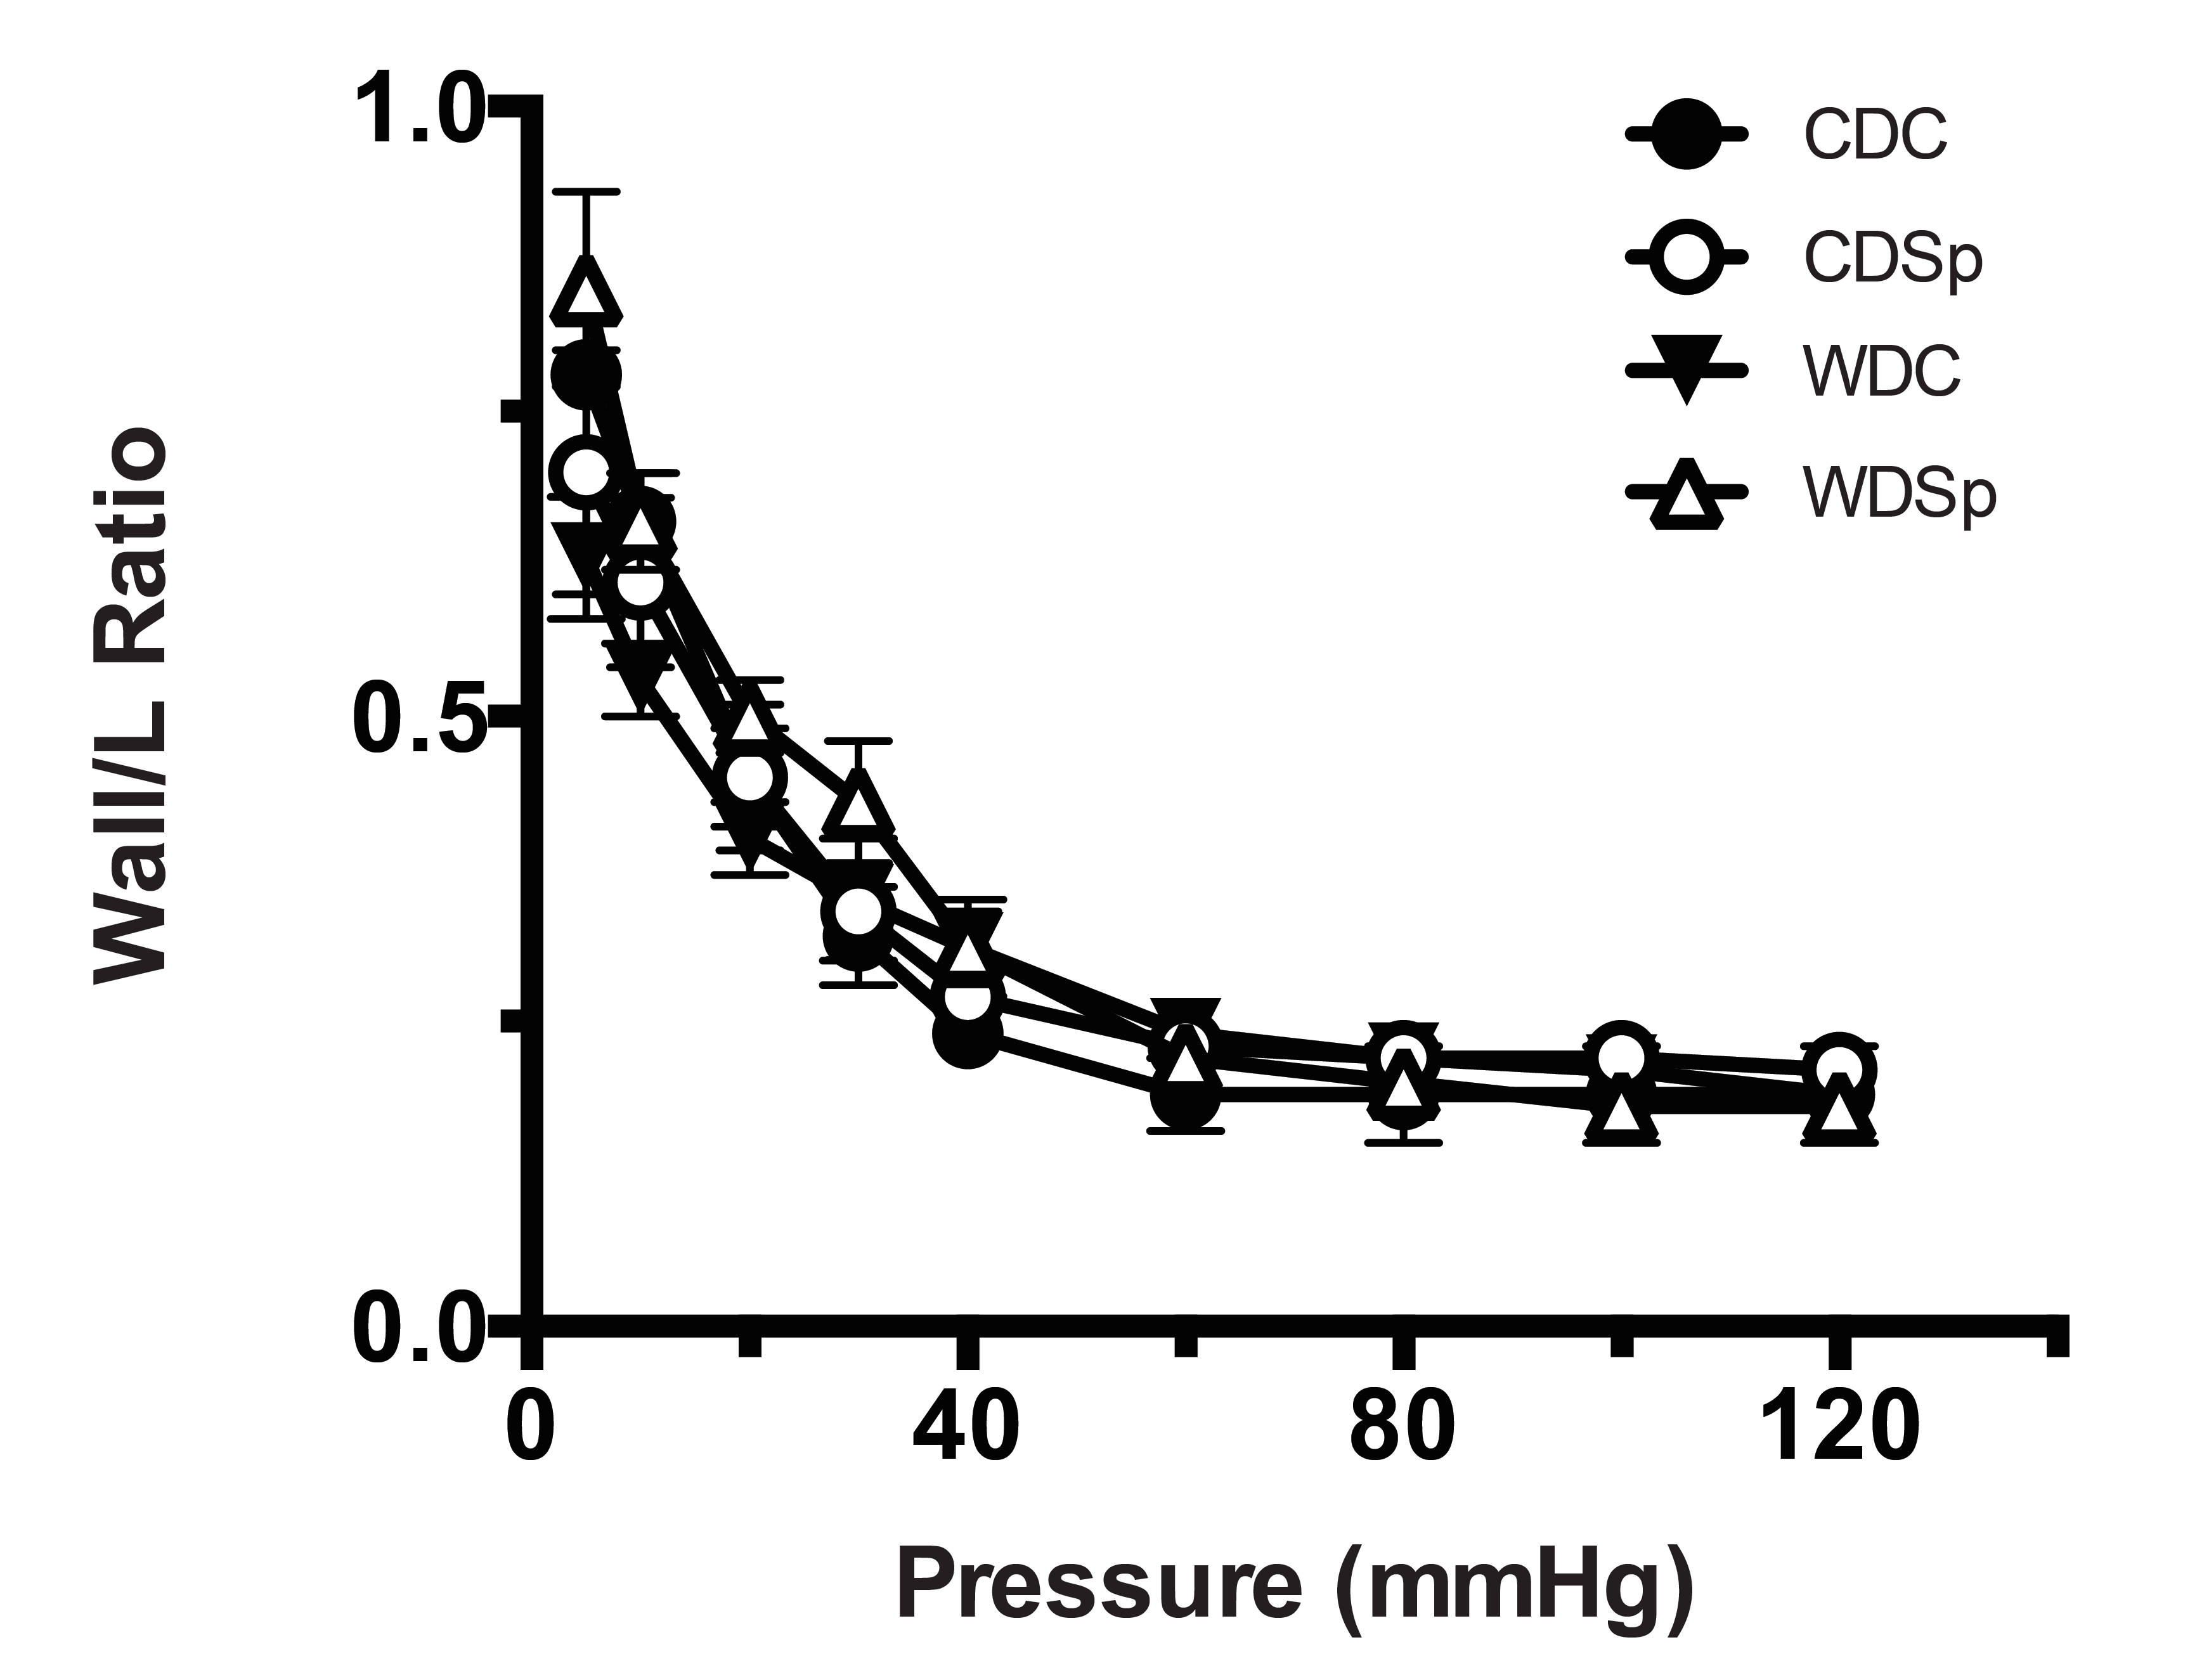 1.0
0.5
0.0
Wall/L Ratio
0
40
80
120
Pressure (mmHg)
CDC
CDSp
WDC
WDSp